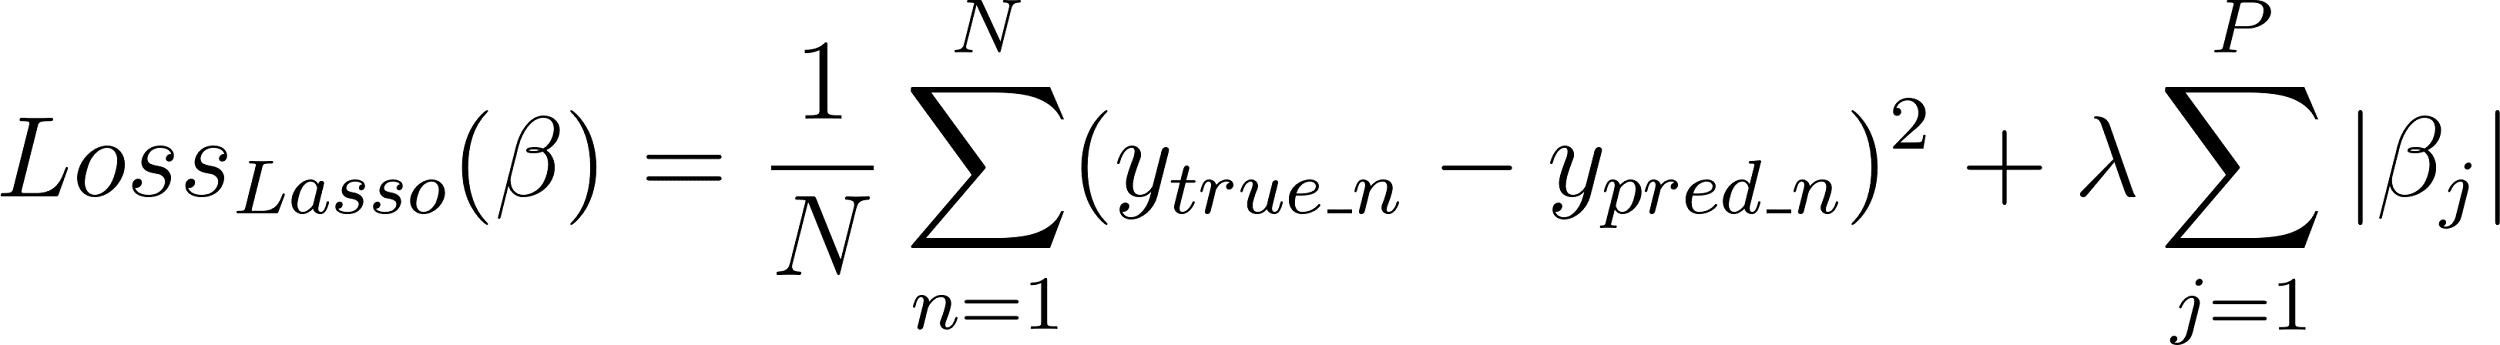 Loss_{Lasso}(β) = \frac{1}{N} \sum_{n=1}^{N} (y_{true\_n} − y_{pred\_n})^2 + λ \sum_{j=1}^{P} |β_j|